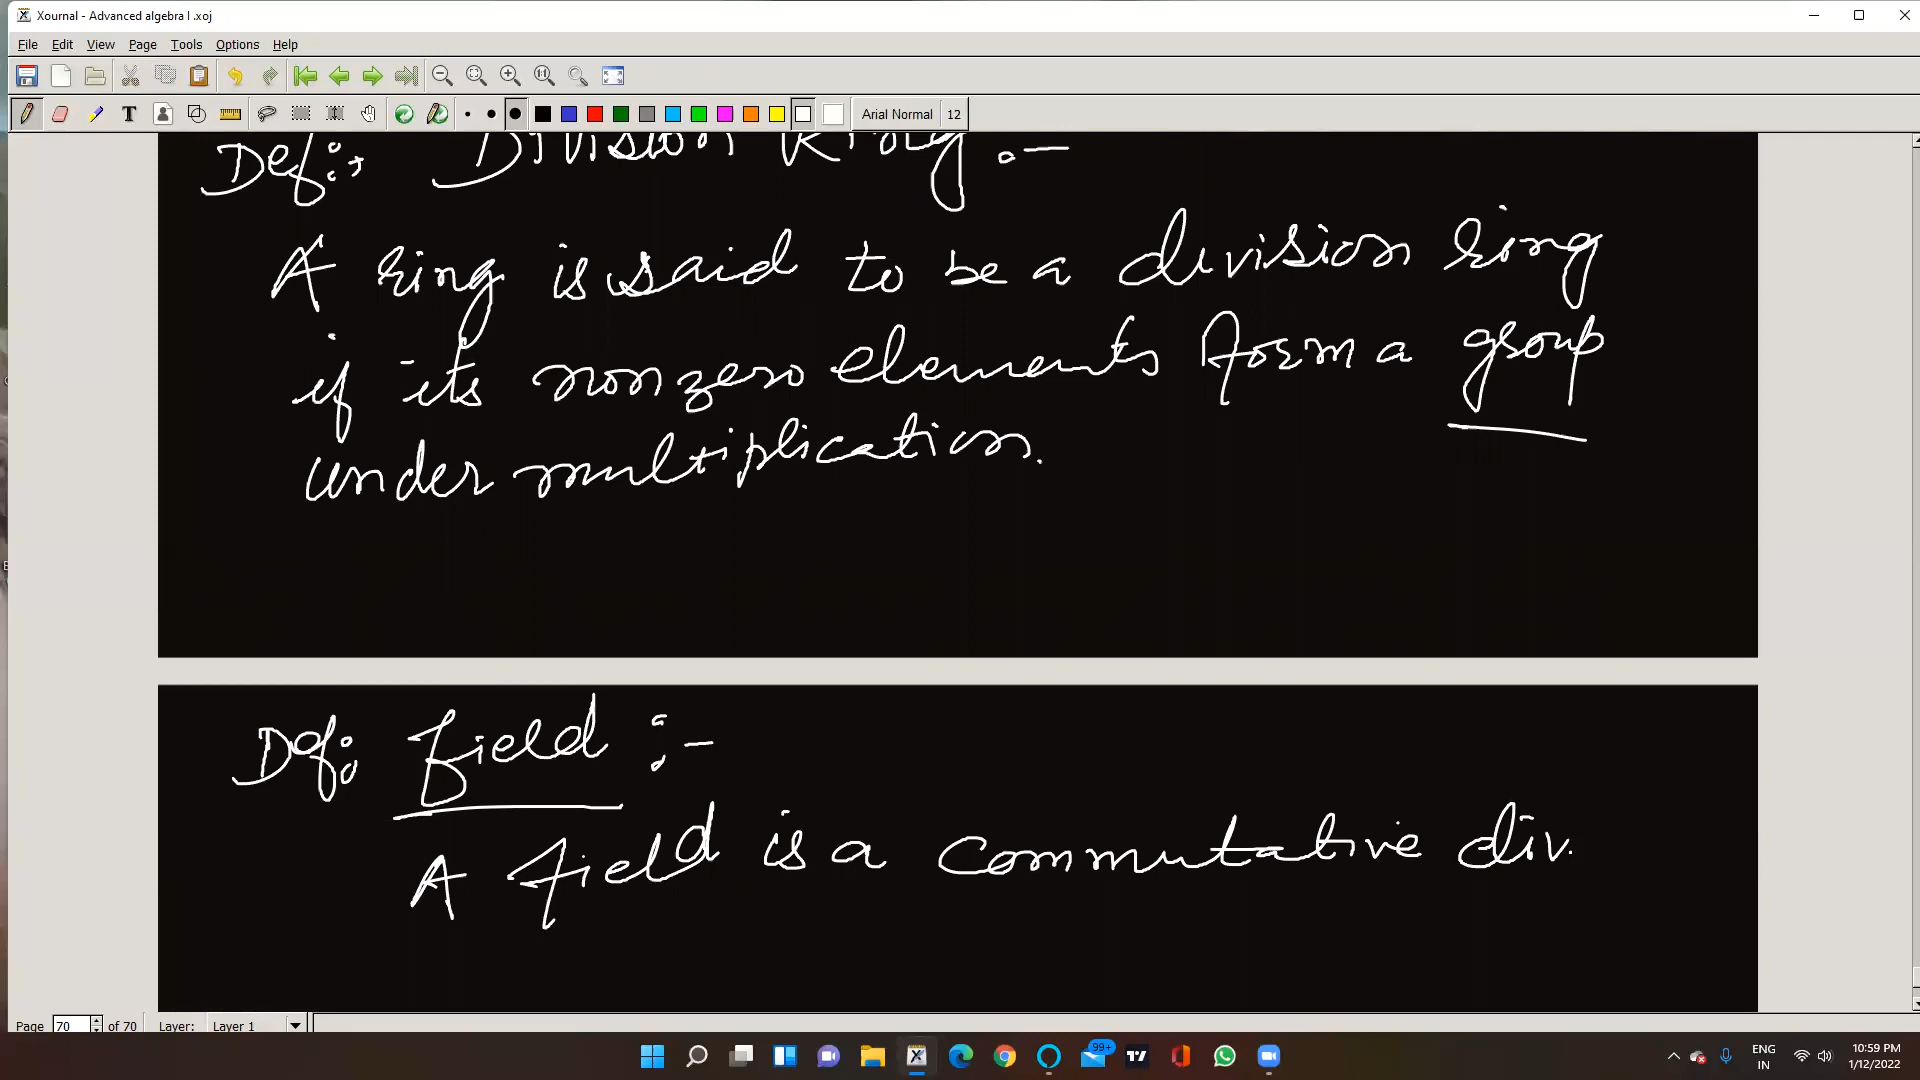 Xournal - Advanced algebra I .xoj
File Edit View Page Tools Options Help
Arial Normal 12
Def:, Division Ring :-
A ring is said to be a division ring
if its nonzero elements form a group
under multiplication.
Def: field :-
A field is a commutative div
Page 70 of 70 Layer: Layer 1
99+
ENG 10:59 PM
IN 1/12/2022